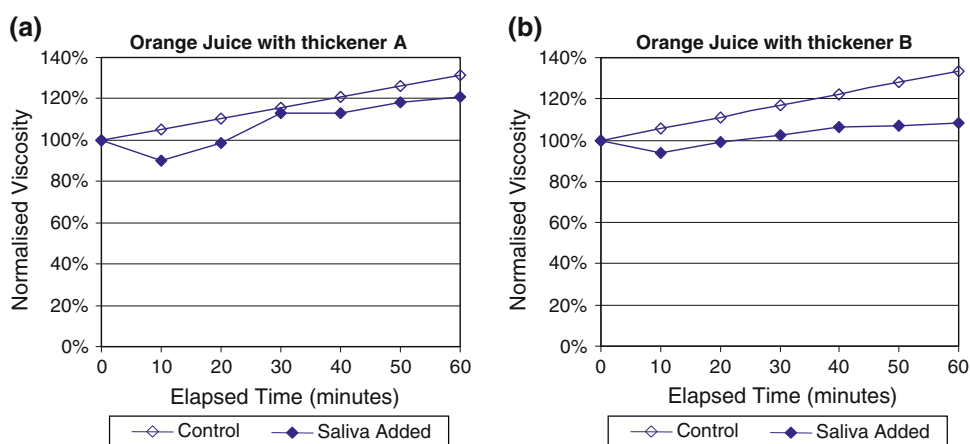 (a)
Orange Juice with thickener A
140%
120%
100%
80%
60%
40%
20%
0%
Normalised Viscosity
0 10 20 30 40 50 60
Elapsed Time (minutes)
Control Saliva Added
(b)
Orange Juice with thickener B
140%
120%
100%
80%
60%
40%
20%
0%
Normalised Viscosity
0 10 20 30 40 50 60
Elapsed Time (minutes)
Control Saliva Added